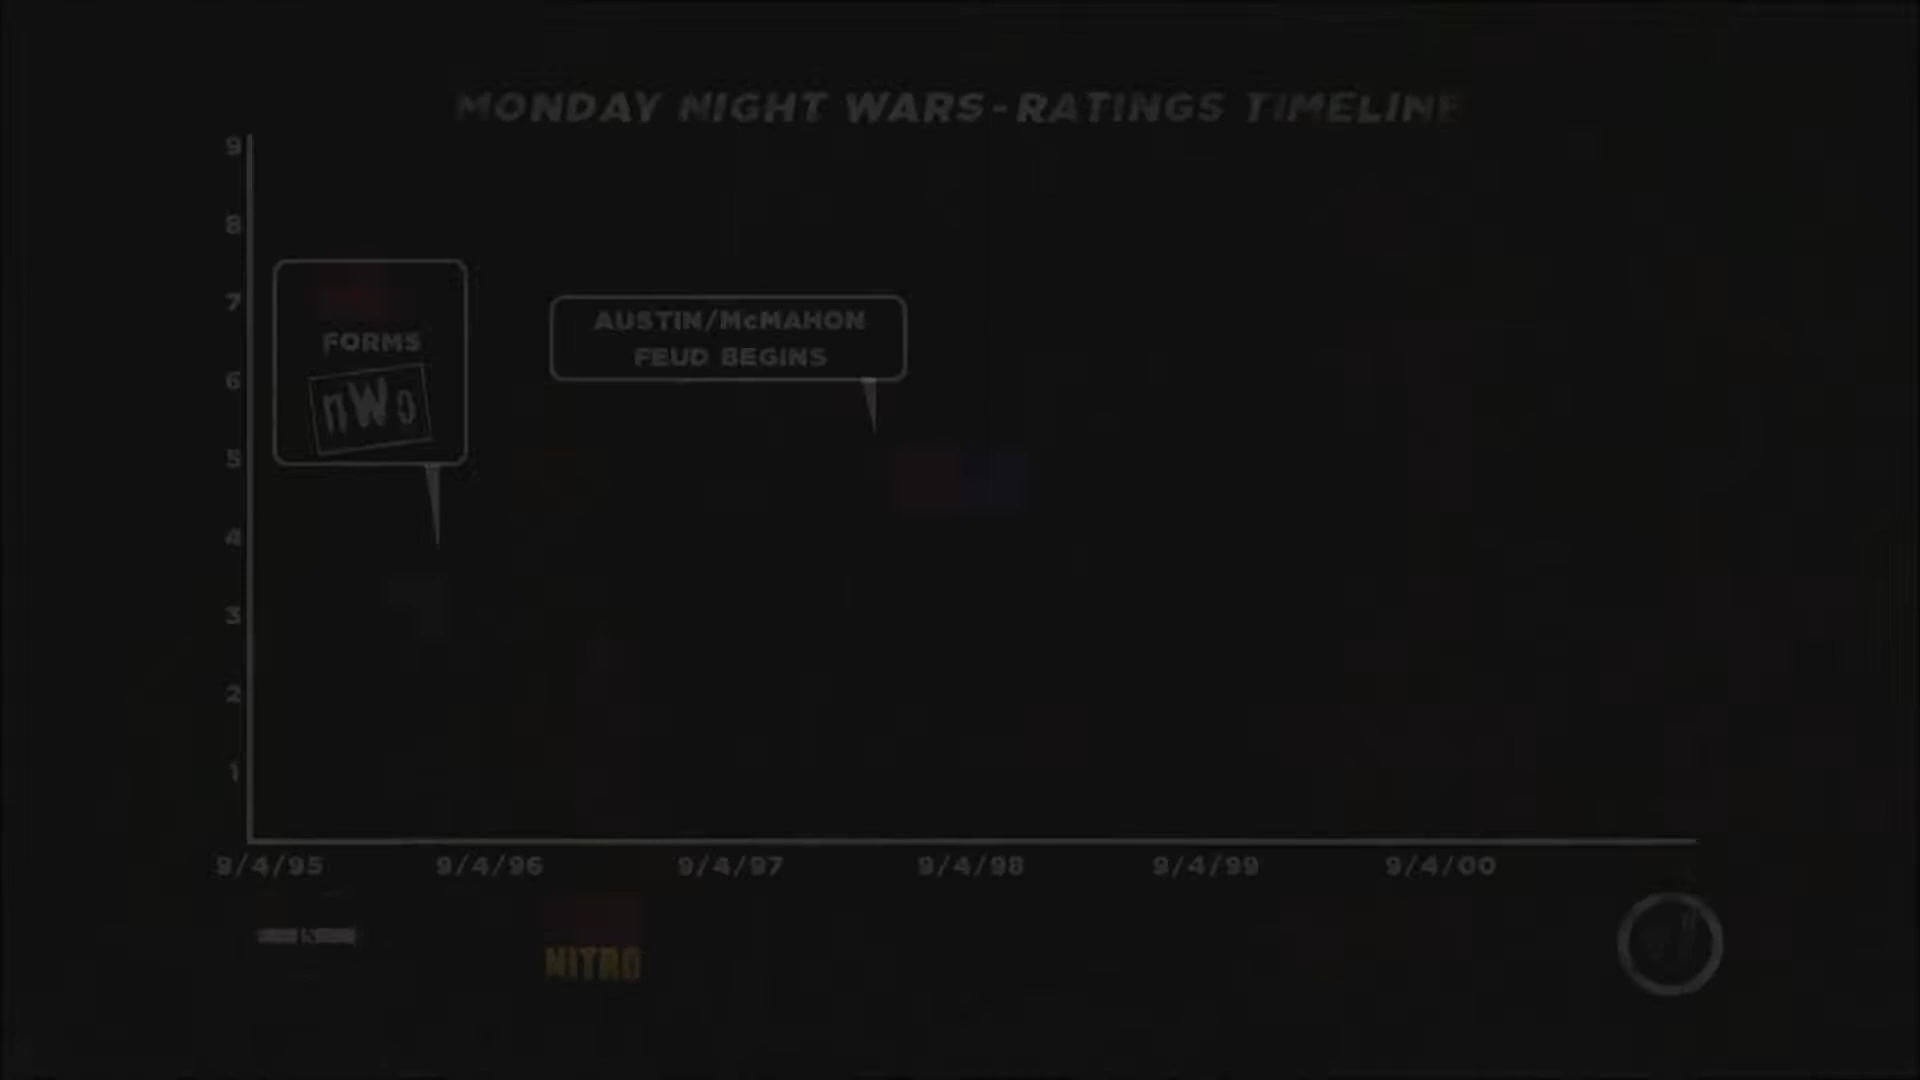 MONDAY NIGHT WARS - RATINGS TIMELINE
9
8
7
6
5
4
3
2
1
FORMS
nWo
AUSTIN/McMAHON
FEUD BEGINS
9/4/95 9/4/96 9/4/97 9/4/98 9/4/99 9/4/00
NITRO